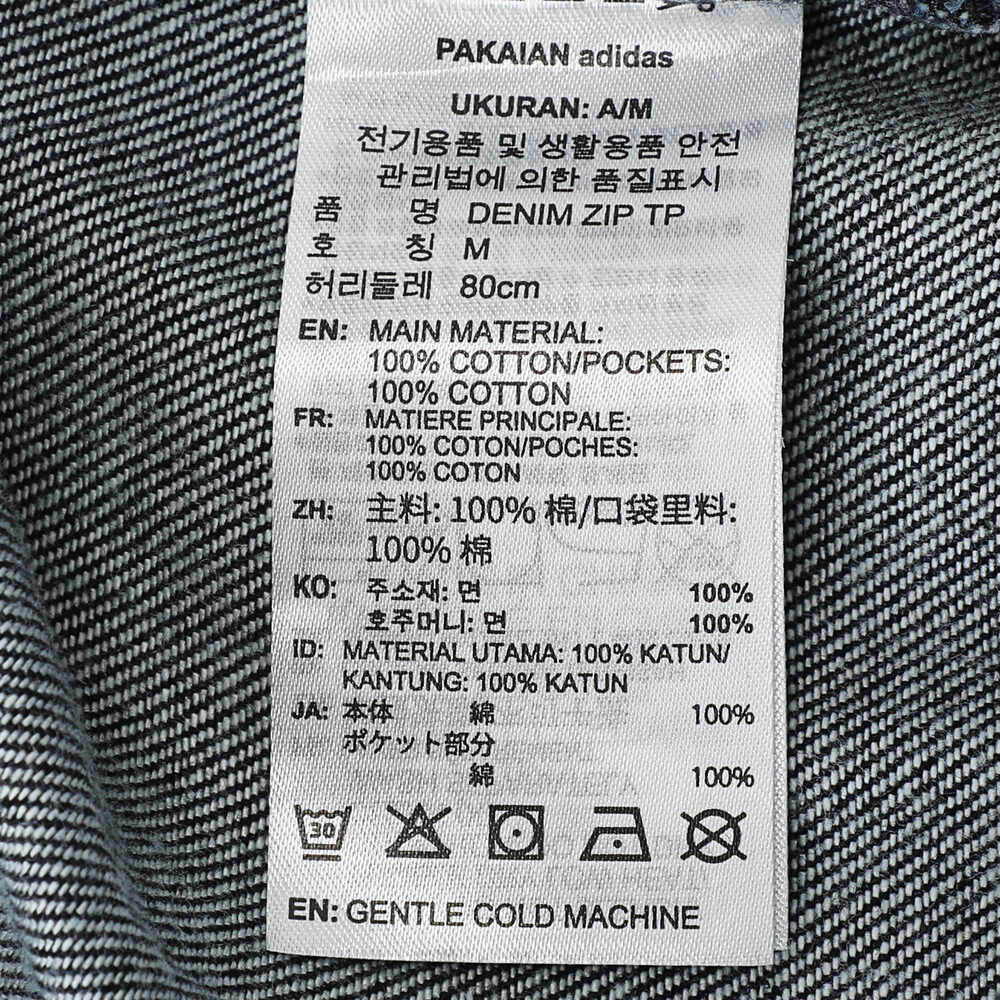 PAKAIAN adidas
UKURAN: A/M
전기용품 및 생활용품 안전
관리법에 의한 품질표시
품 명 DENIM ZIP TP
호 칭 M
허리둘레 80cm
EN: MAIN MATERIAL:
100% COTTON/POCKETS:
100% COTTON
FR: MATIERE PRINCIPALE:
100% COTON/POCHES:
100% COTON
ZH: 主料: 100% 棉/口袋里料:
100% 棉
KO: 주소재: 면 100%
호주머니: 면 100%
ID: MATERIAL UTAMA: 100% KATUN/
KANTUNG: 100% KATUN
JA: 本体 綿 100%
ポケット部分
綿 100%
30
EN: GENTLE COLD MACHINE